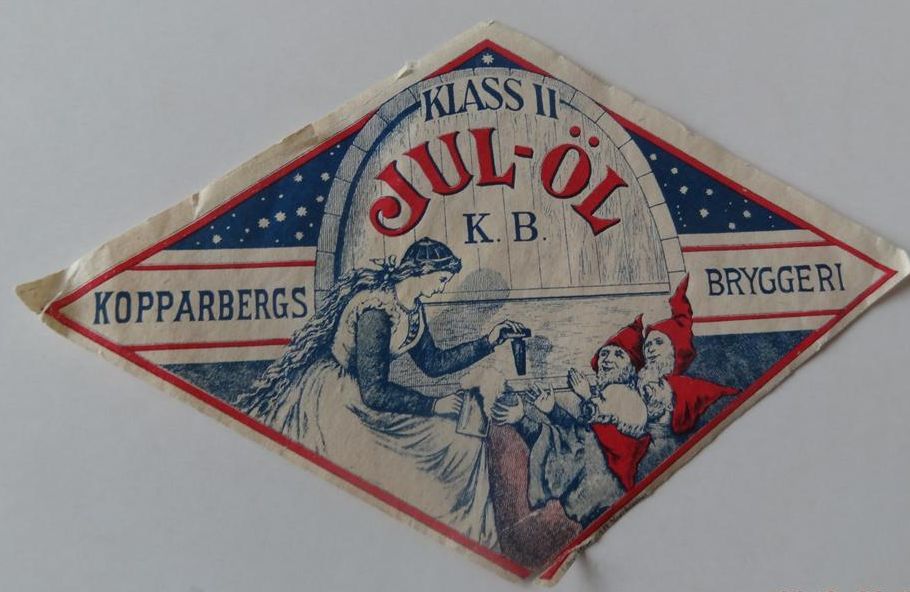 KLASS II
JUL-ÖL
K. B.
KOPPARBERGS
BRYGGERI